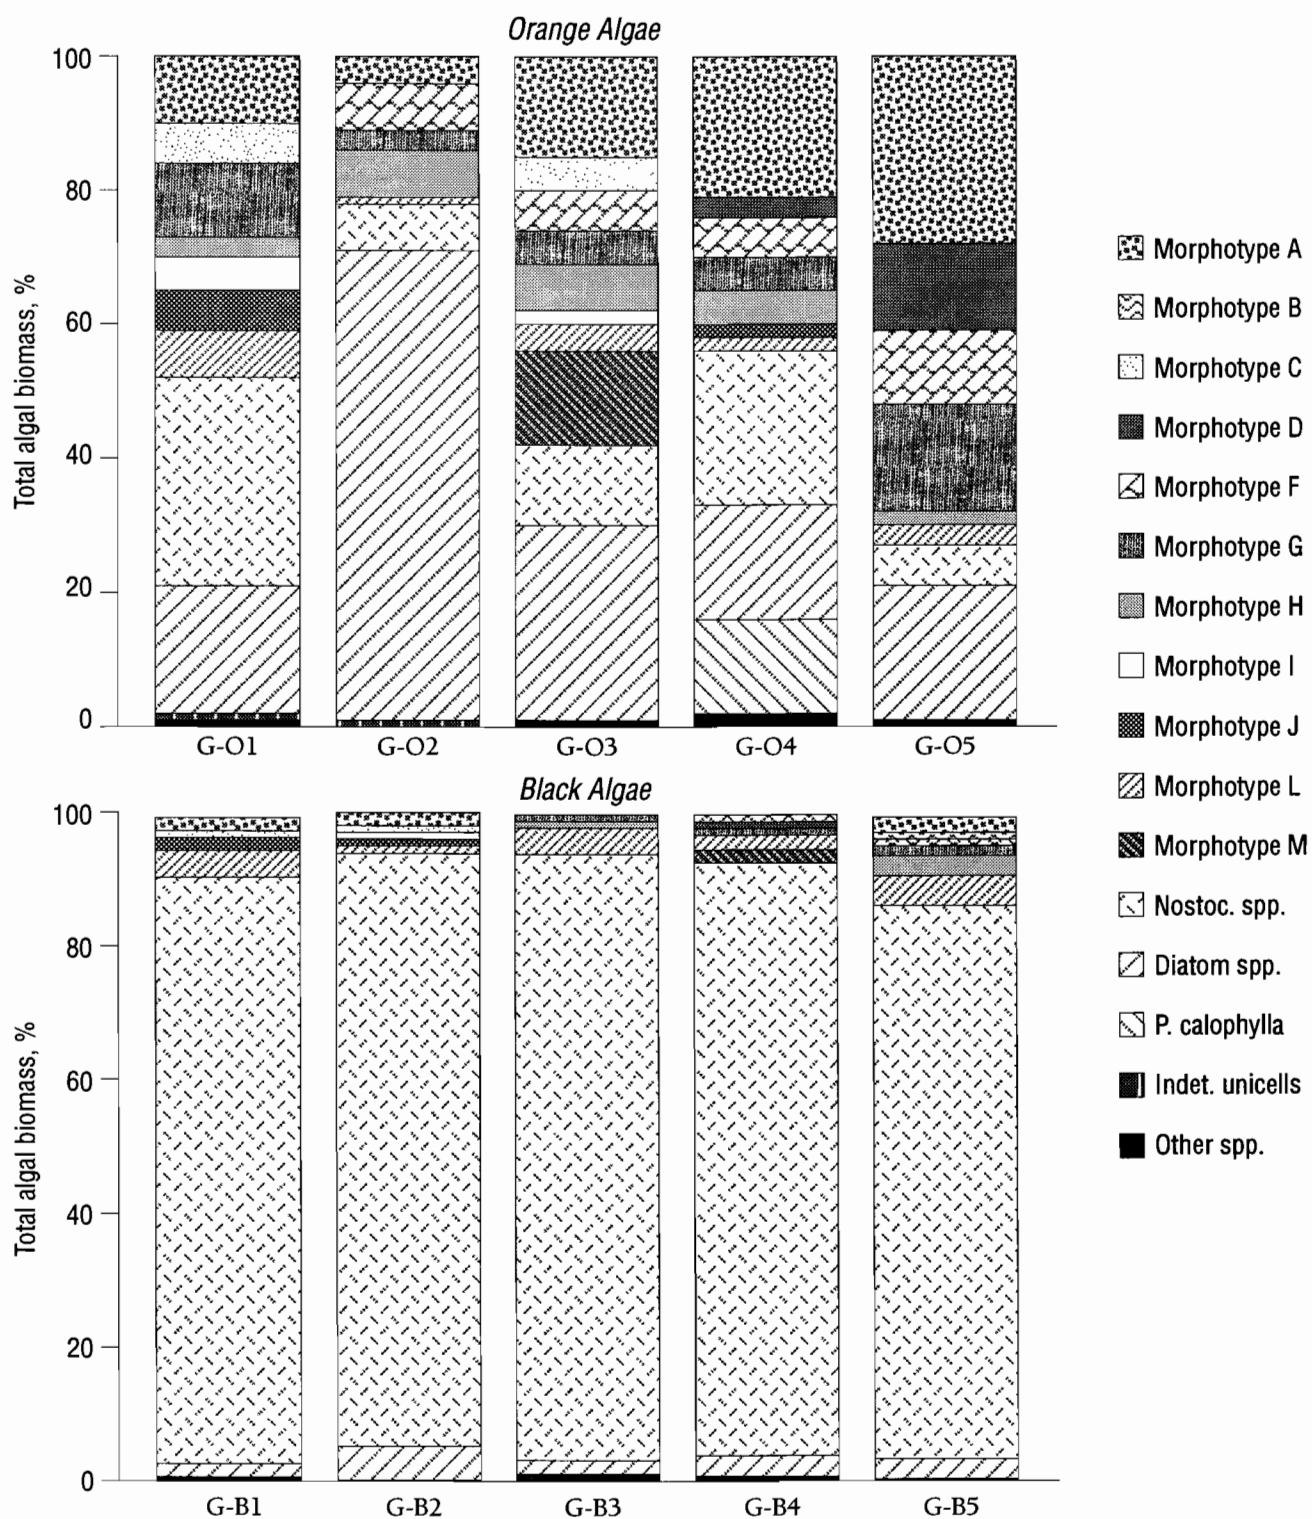 Orange Algae
Total algal biomass, %
100
80
60
40
20
0
G-O1 G-O2 G-O3 G-O4 G-O5
Black Algae
Total algal biomass, %
100
80
60
40
20
0
G-B1 G-B2 G-B3 G-B4 G-B5
Morphotype A
Morphotype B
Morphotype C
Morphotype D
Morphotype F
Morphotype G
Morphotype H
Morphotype I
Morphotype J
Morphotype L
Morphotype M
Nostoc. spp.
Diatom spp.
P. calophylla
Indet. unicells
Other spp.